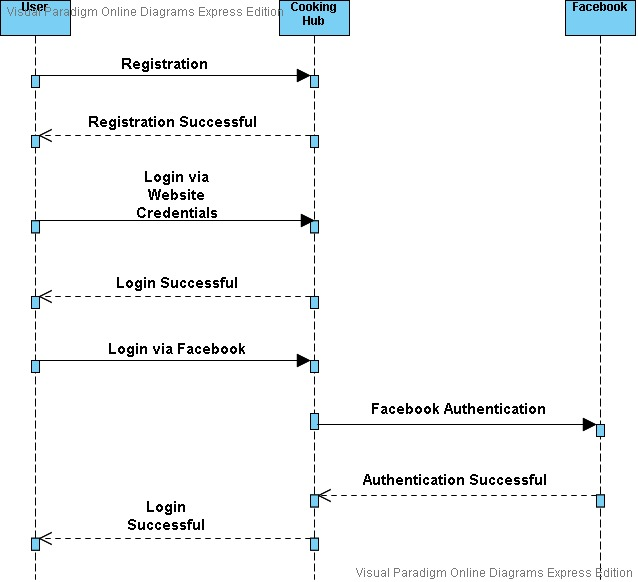 Visual Paradigm Online Diagrams Express Edition
User
Cooking
Hub
Facebook
Registration
Registration Successful
Login via
Website
Credentials
Login Successful
Login via Facebook
Facebook Authentication
Authentication Successful
Login
Successful
Visual Paradigm Online Diagrams Express Edition